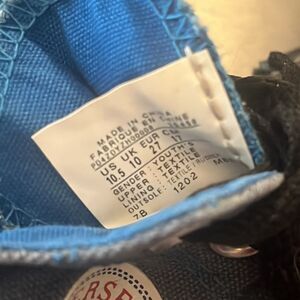 MADE IN CHINA
FABRIQUE EN CHINE
US UK EUR CM
10.5 10 27 17
GENDER: YOUTH'S
UPPER: TEXTILE
LINING: TEXTILE
OUTSOLE:
7B 1202